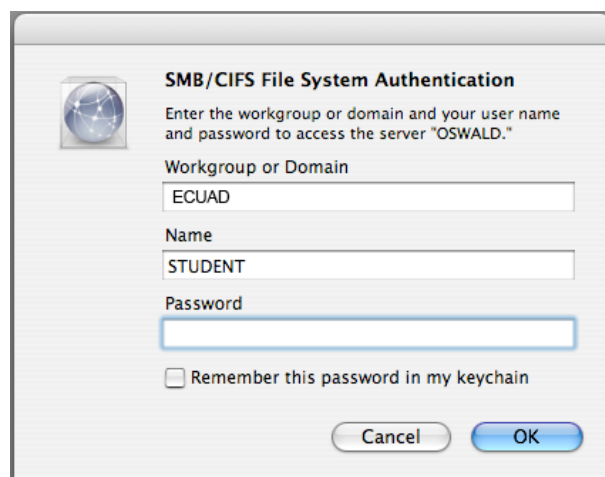 SMB/CIFS File System Authentication
Enter the workgroup or domain and your user name
and password to access the server "OSWALD."
Workgroup or Domain
ECUAD
Name
STUDENT
Password
Remember this password in my keychain
Cancel
OK